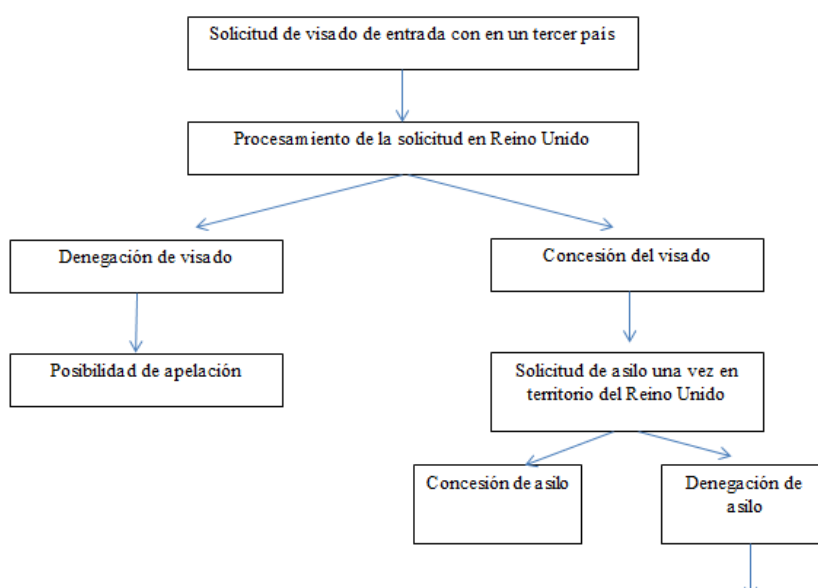 Solicitud de visado de entrada con en un tercer país
Procesamiento de la solicitud en Reino Unido
Denegación de visado
Concesión del visado
Posibilidad de apelación
Solicitud de asilo una vez en
territorio del Reino Unido
Concesión de asilo
Denegación de
asilo